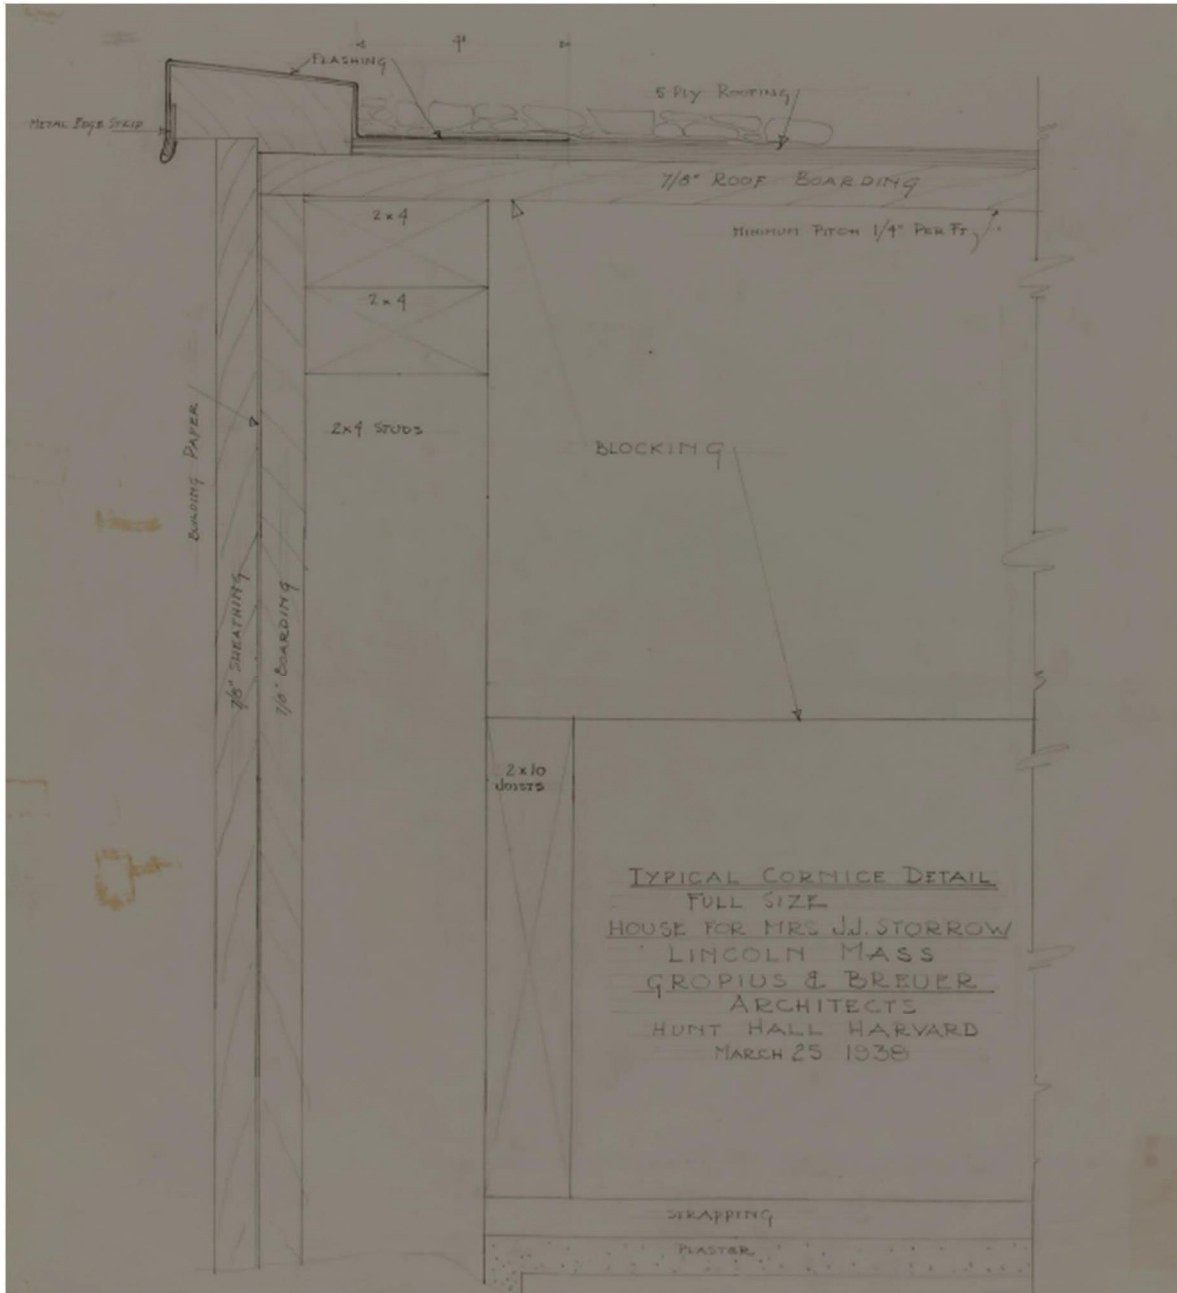 4"
FLASHING
5 PLY ROOFING
METAL EDGE STRIP
7/8" ROOF BOARDING
2x4
MINIMUM PITCH 1/4" PER FT.
2x4
BUILDING PAPER
2x4 STUDS
BLOCKING
7/8" SHEATHING
7/8" BOARDING
2x10
JOISTS
TYPICAL CORNICE DETAIL
FULL SIZE
HOUSE FOR MRS J.J. STORROW
LINCOLN MASS
GROPIUS & BREUER
ARCHITECTS
HUNT HALL HARVARD
MARCH 25 1938
STRAPPING
PLASTER